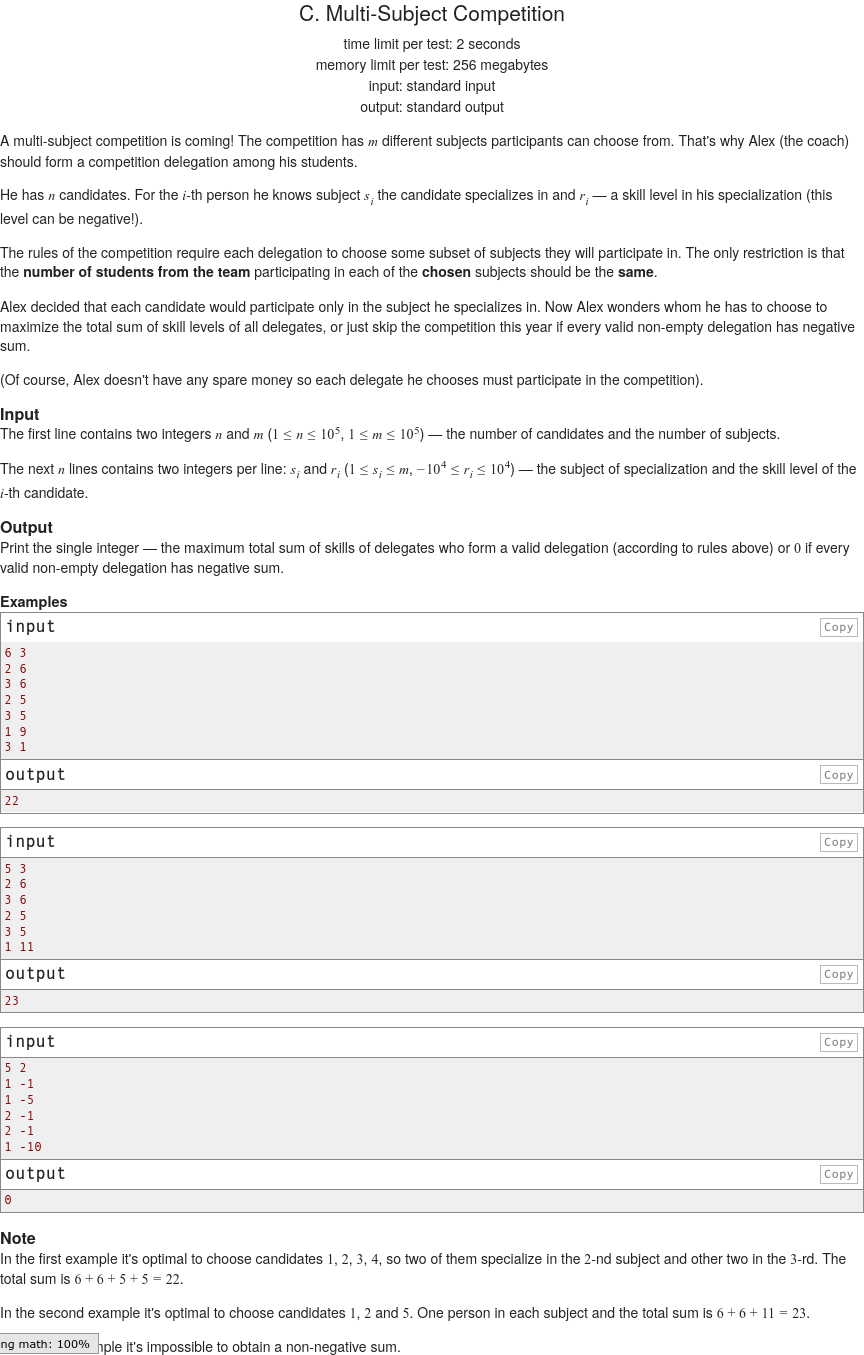 C. Multi-Subject Competition
time limit per test: 2 seconds
memory limit per test: 256 megabytes
input: standard input
output: standard output
A multi-subject competition is coming! The competition has m different subjects participants can choose from. That's why Alex (the coach)
should form a competition delegation among his students.
He has n candidates. For the i-th person he knows subject s_i the candidate specializes in and r_i — a skill level in his specialization (this
level can be negative!).
The rules of the competition require each delegation to choose some subset of subjects they will participate in. The only restriction is that
the number of students from the team participating in each of the chosen subjects should be the same.
Alex decided that each candidate would participate only in the subject he specializes in. Now Alex wonders whom he has to choose to
maximize the total sum of skill levels of all delegates, or just skip the competition this year if every valid non-empty delegation has negative
sum.
(Of course, Alex doesn't have any spare money so each delegate he chooses must participate in the competition).
Input
The first line contains two integers n and m (1 ≤ n ≤ 10^5, 1 ≤ m ≤ 10^5) — the number of candidates and the number of subjects.
The next n lines contains two integers per line: s_i and r_i (1 ≤ s_i ≤ m, −10^4 ≤ r_i ≤ 10^4) — the subject of specialization and the skill level of the
i-th candidate.
Output
Print the single integer — the maximum total sum of skills of delegates who form a valid delegation (according to rules above) or 0 if every
valid non-empty delegation has negative sum.
Examples
input Copy
6 3
2 6
3 6
2 5
3 5
1 9
3 1
output Copy
22
input Copy
5 3
2 6
3 6
2 5
3 5
1 11
output Copy
23
input Copy
5 2
1 -1
1 -5
2 -1
2 -1
1 -10
output Copy
0
Note
In the first example it's optimal to choose candidates 1, 2, 3, 4, so two of them specialize in the 2-nd subject and other two in the 3-rd. The
total sum is 6 + 6 + 5 + 5 = 22.
In the second example it's optimal to choose candidates 1, 2 and 5. One person in each subject and the total sum is 6 + 6 + 11 = 23.
ng math: 100% mple it's impossible to obtain a non-negative sum.